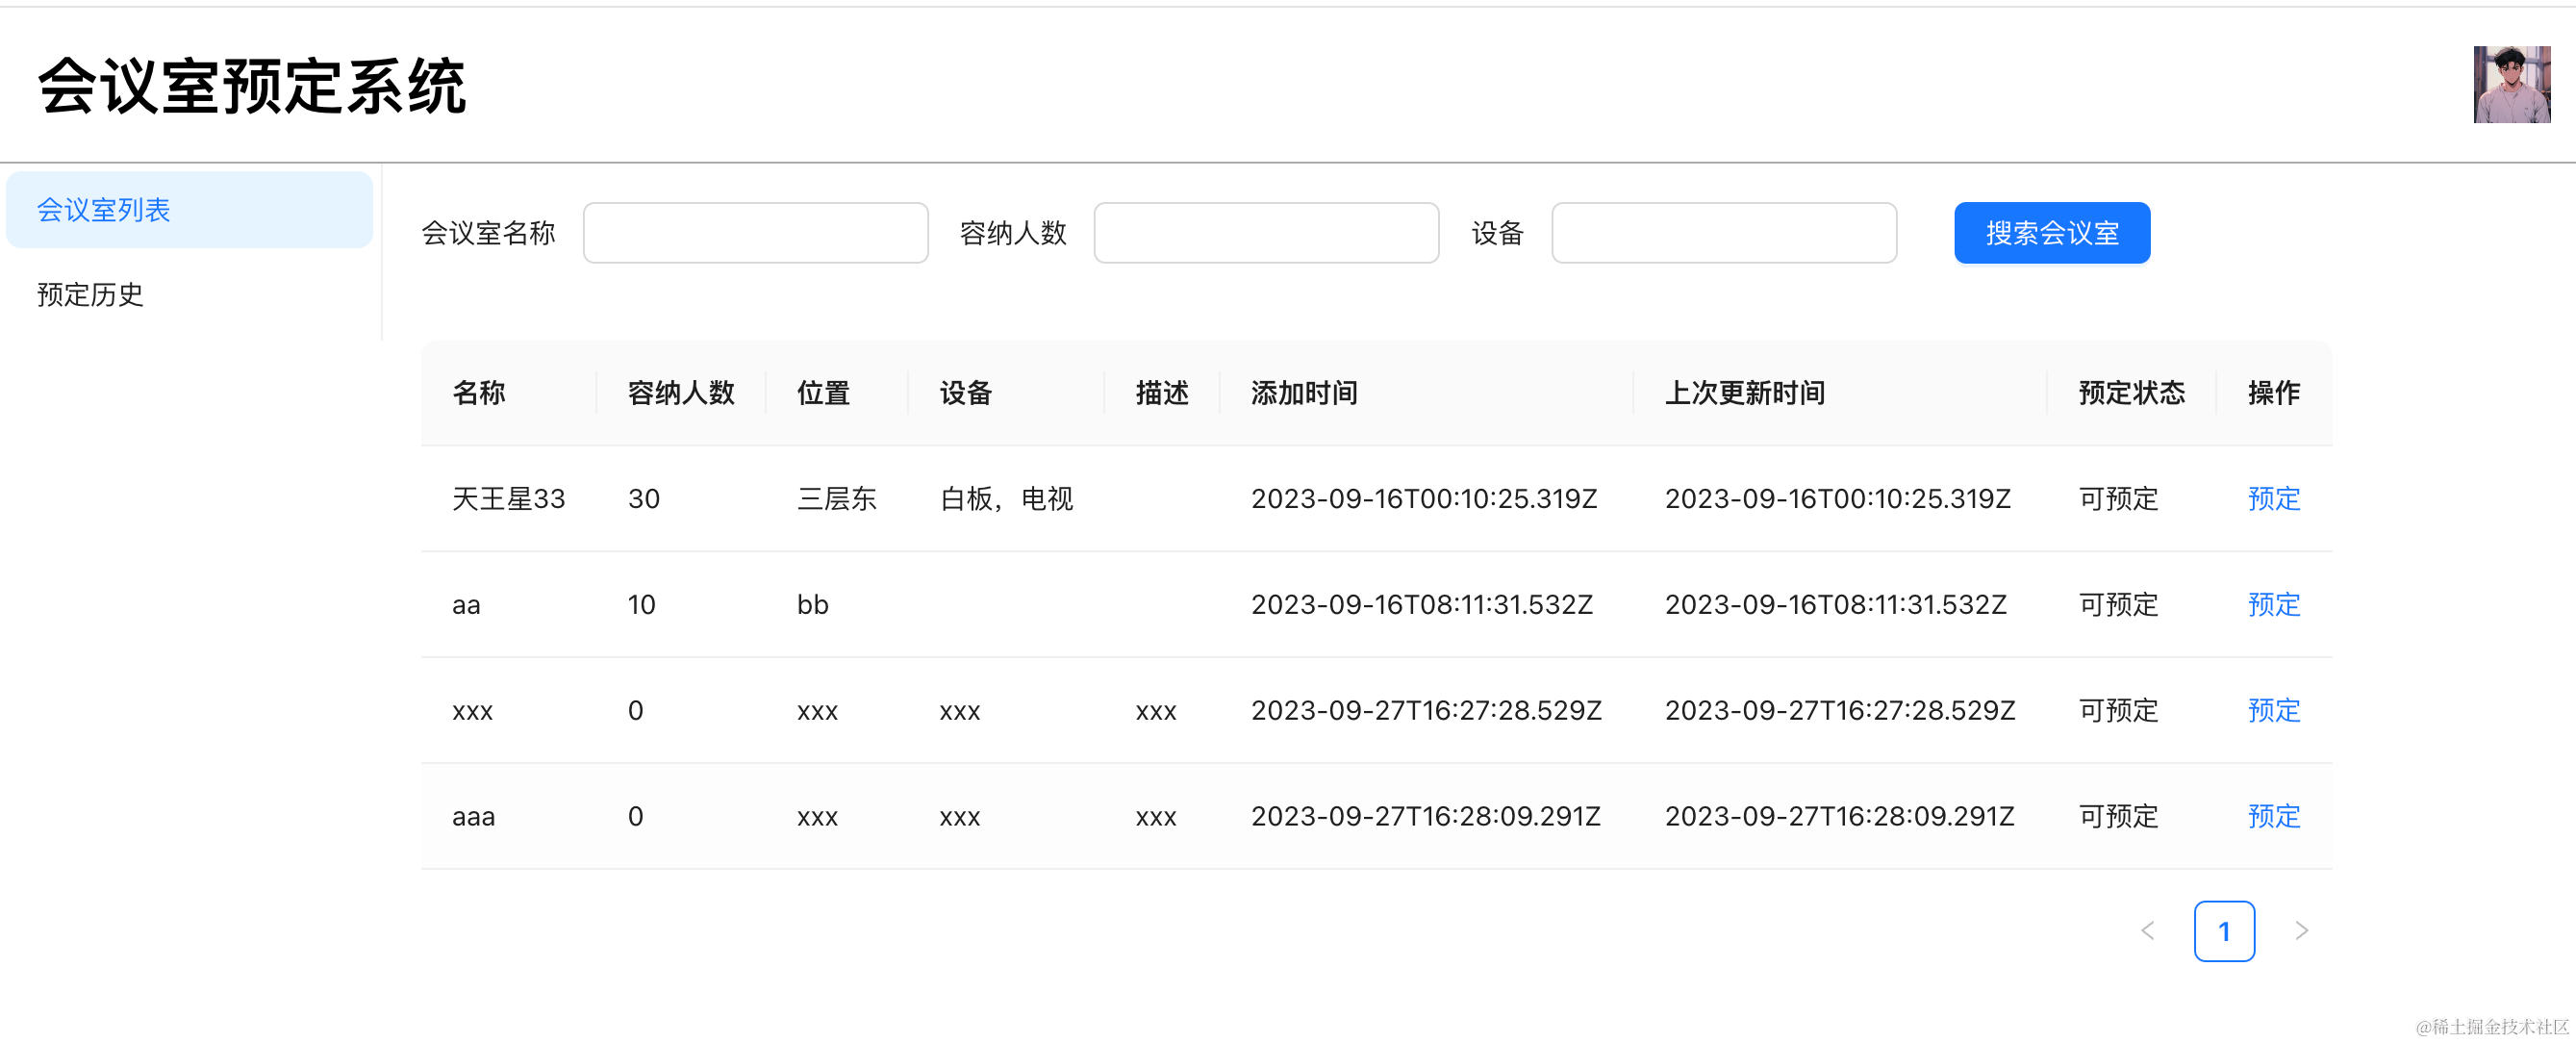 会议室预定系统
会议室列表
预定历史
会议室名称 容纳人数 设备 搜索会议室
名称 容纳人数 位置 设备 描述 添加时间 上次更新时间 预定状态 操作
天王星33 30 三层东 白板，电视 2023-09-16T00:10:25.319Z 2023-09-16T00:10:25.319Z 可预定 预定
aa 10 bb 2023-09-16T08:11:31.532Z 2023-09-16T08:11:31.532Z 可预定 预定
xxx 0 xxx xxx xxx 2023-09-27T16:27:28.529Z 2023-09-27T16:27:28.529Z 可预定 预定
aaa 0 xxx xxx xxx 2023-09-27T16:28:09.291Z 2023-09-27T16:28:09.291Z 可预定 预定
< 1 >
@稀土掘金技术社区